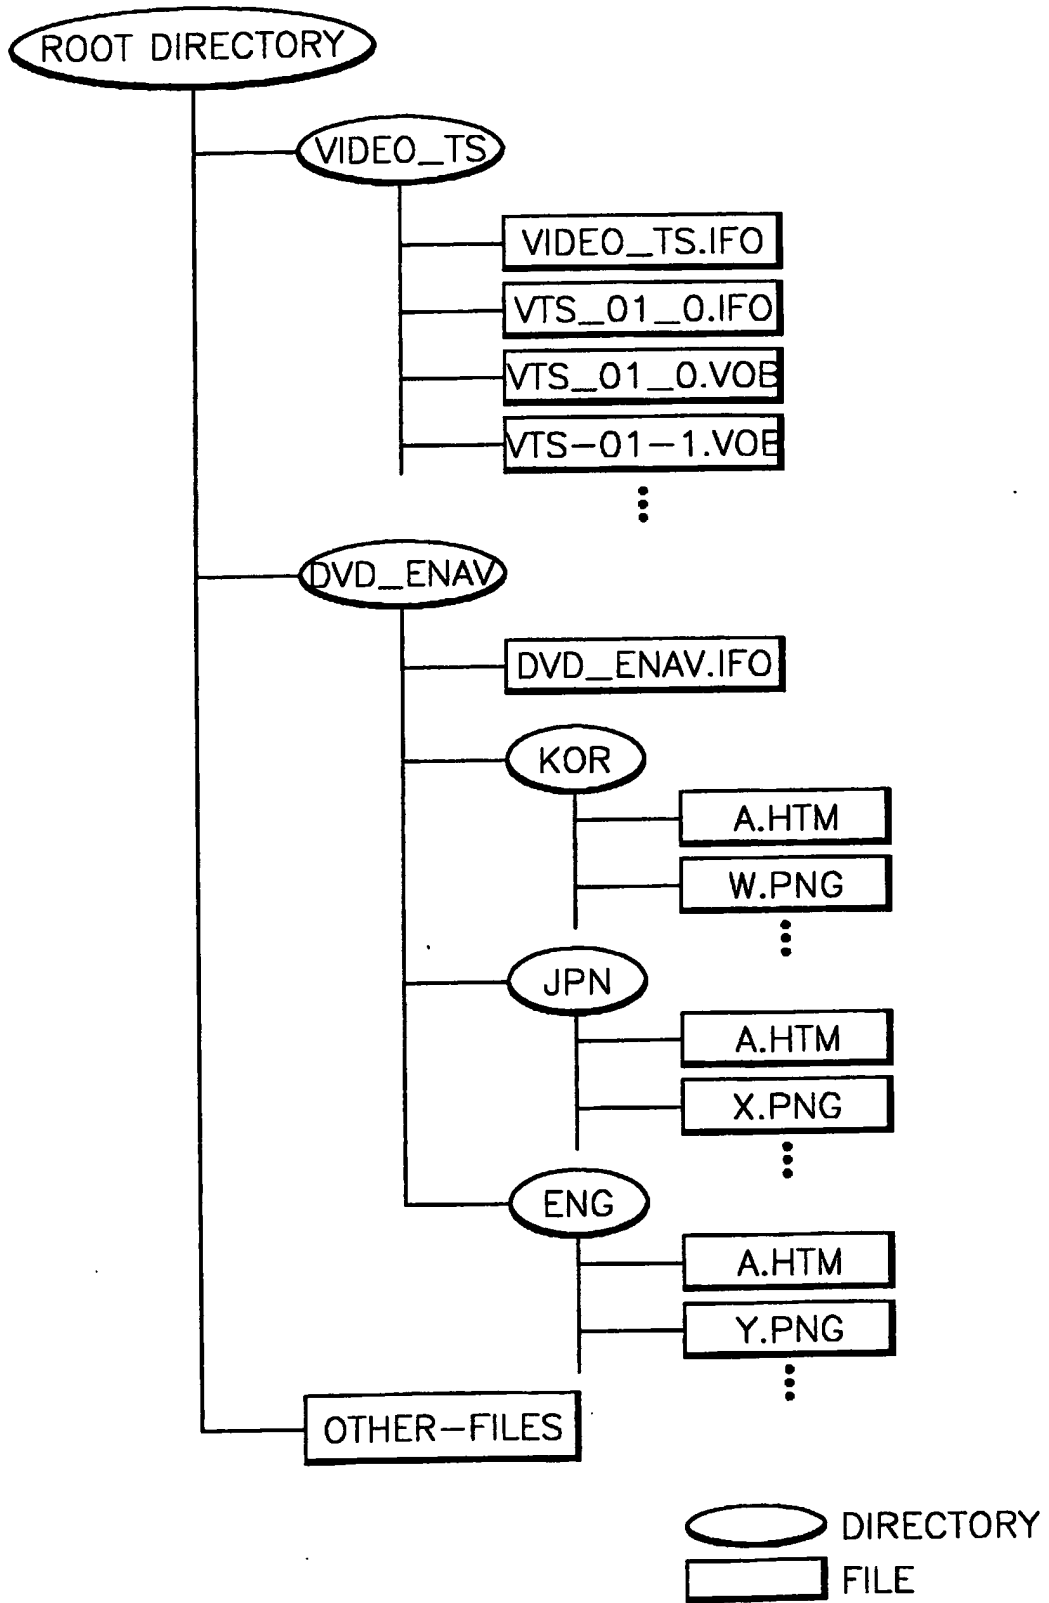 ROOT DIRECTORY
VIDEO_TS
VIDEO_TS.IFO
VTS_01_0.IFO
VTS_01_0.VOB
VTS-01-1.VOB
DVD_ENAV
DVD_ENAV.IFO
KOR
A.HTM
W.PNG
JPN
A.HTM
X.PNG
ENG
A.HTM
Y.PNG
OTHER-FILES
DIRECTORY
FILE